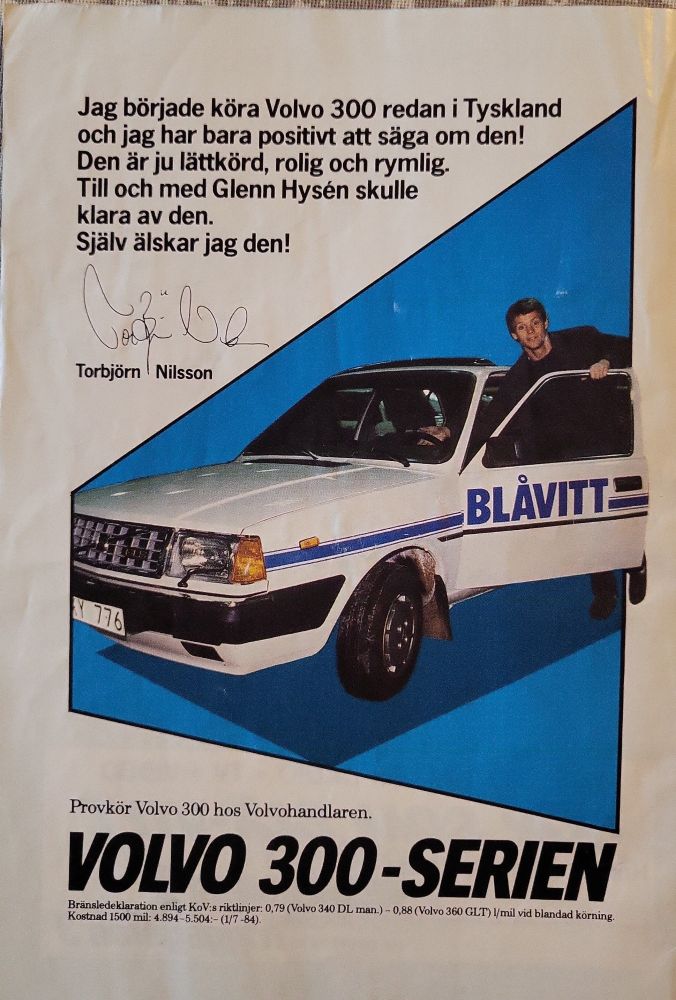 Jag började köra Volvo 300 redan i Tyskland
och jag har bara positivt att säga om den!
Den är ju lättkörd, rolig och rymlig.
Till och med Glenn Hysén skulle
klara av den.
Själv älskar jag den!
Torbjörn Nilsson
BLÅVITT
Y 776
Provkör Volvo 300 hos Volvohandlaren.
VOLVO 300-SERIEN
Bränsledeklaration enligt KoV:s riktlinjer: 0,79 (Volvo 340 DL man.) – 0,88 (Volvo 360 GLT) l/mil vid blandad körning.
Kostnad 1500 mil: 4.894–5.504:– (1/7 -84).